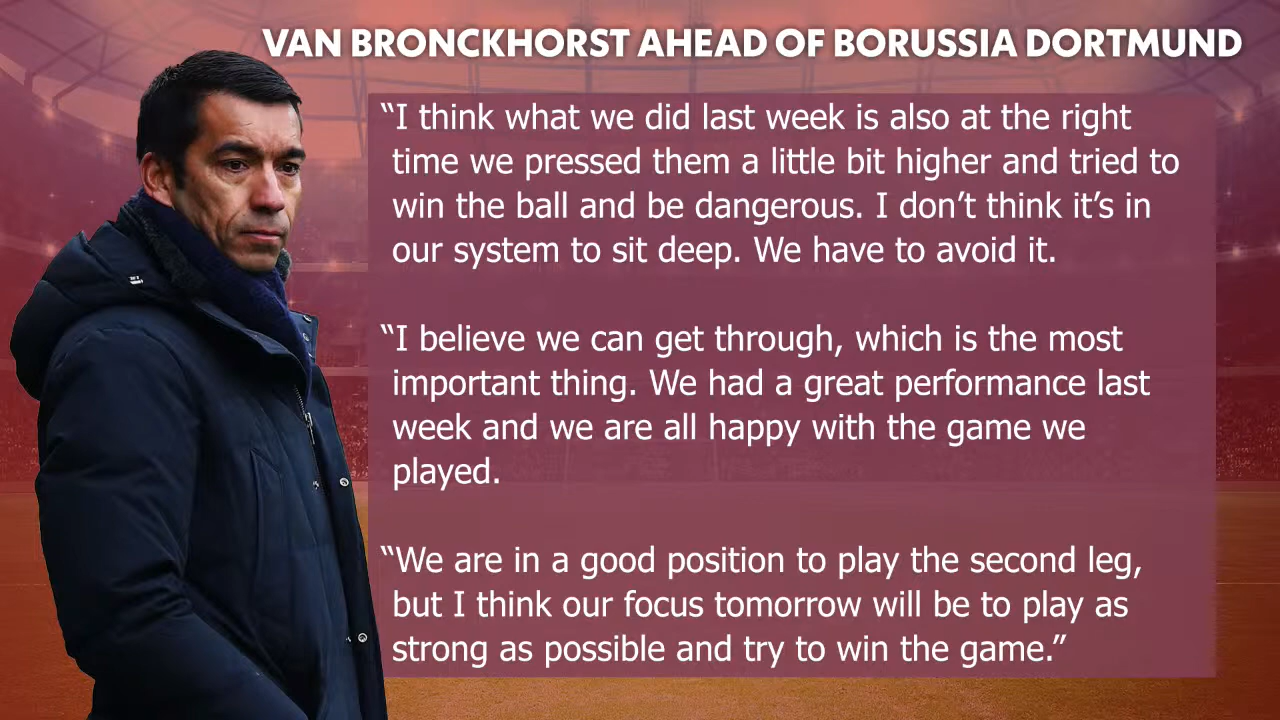 VAN BRONCKHORST AHEAD OF BORUSSIA DORTMUND
“I think what we did last week is also at the right
time we pressed them a little bit higher and tried to
win the ball and be dangerous. I don’t think it’s in
our system to sit deep. We have to avoid it.
“I believe we can get through, which is the most
important thing. We had a great performance last
week and we are all happy with the game we
played.
“We are in a good position to play the second leg,
but I think our focus tomorrow will be to play as
strong as possible and try to win the game.”